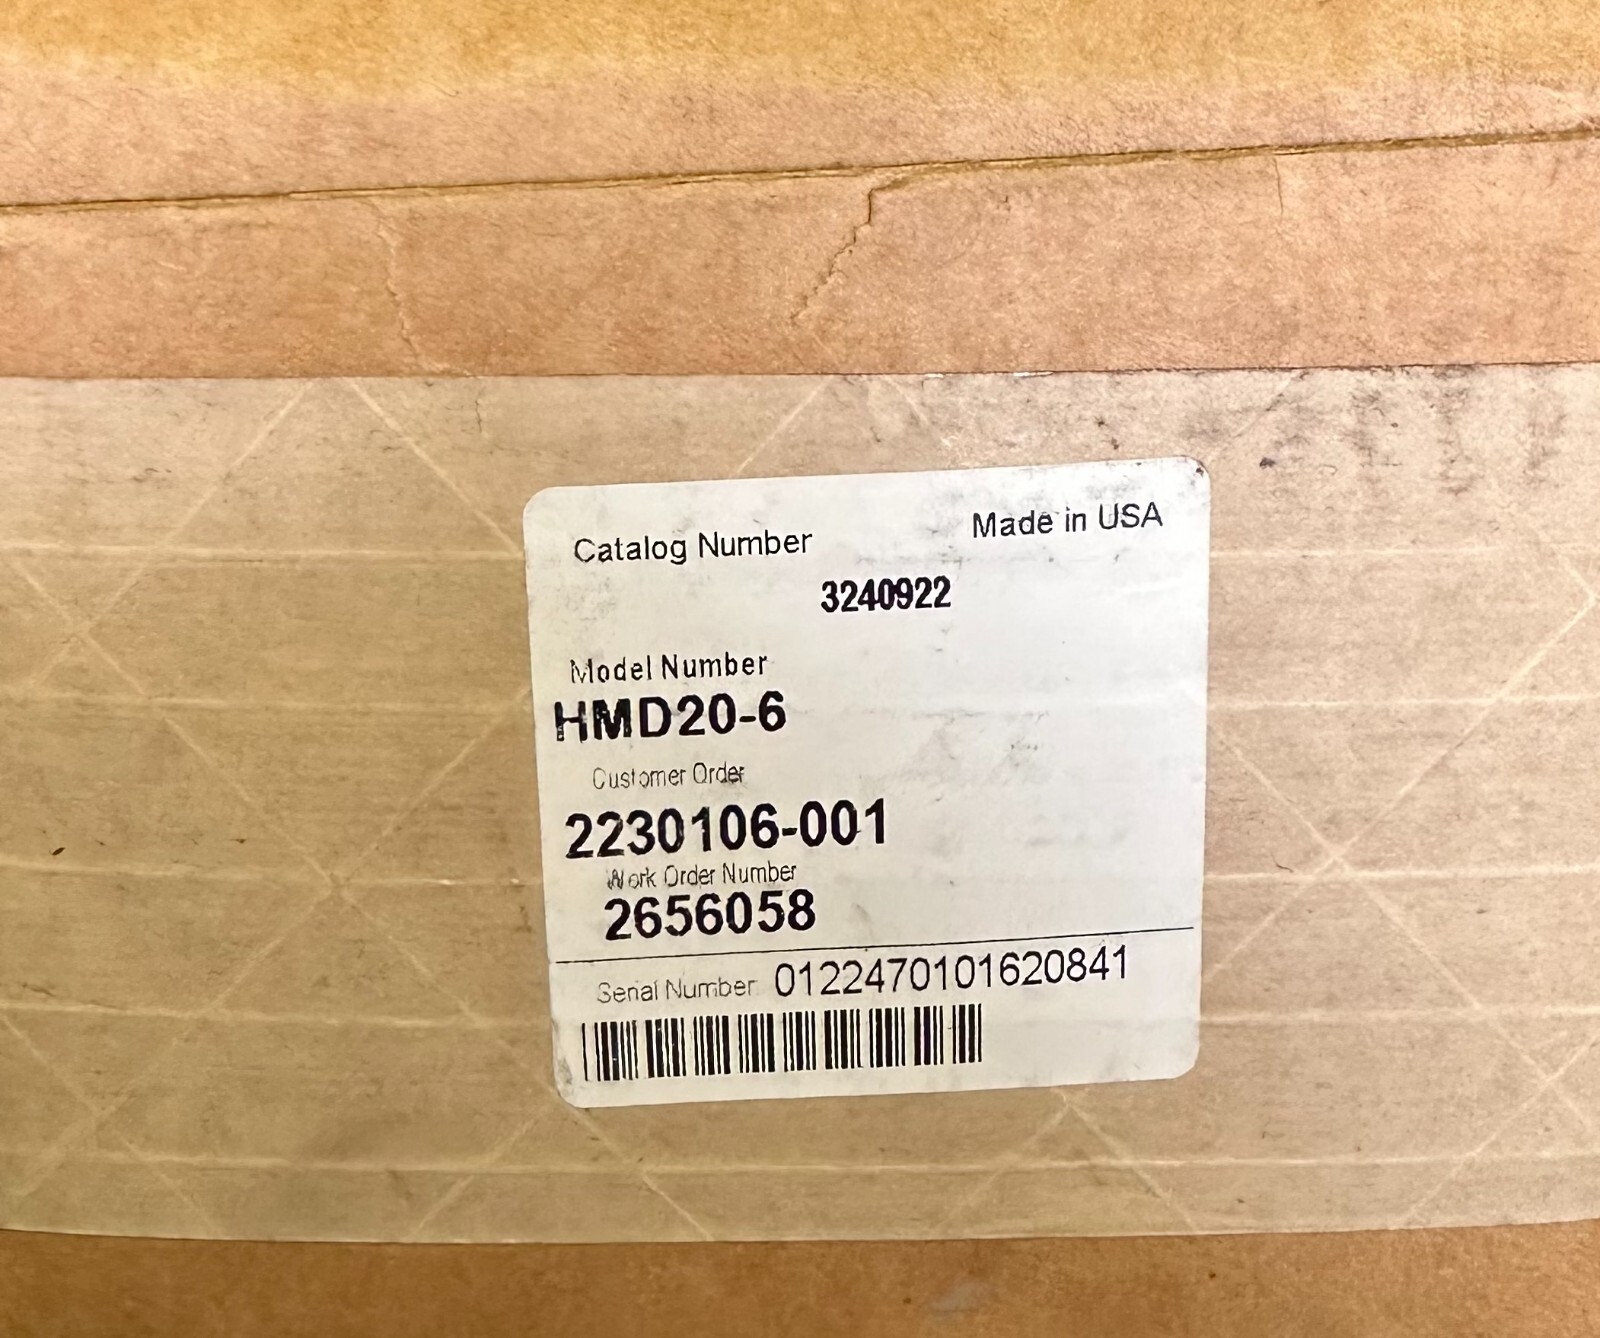 Catalog Number
Made in USA
3240922
Model Number
HMD20-6
Customer Order
2230106-001
Work Order Number
2656058
Serial Number 0122470101620841